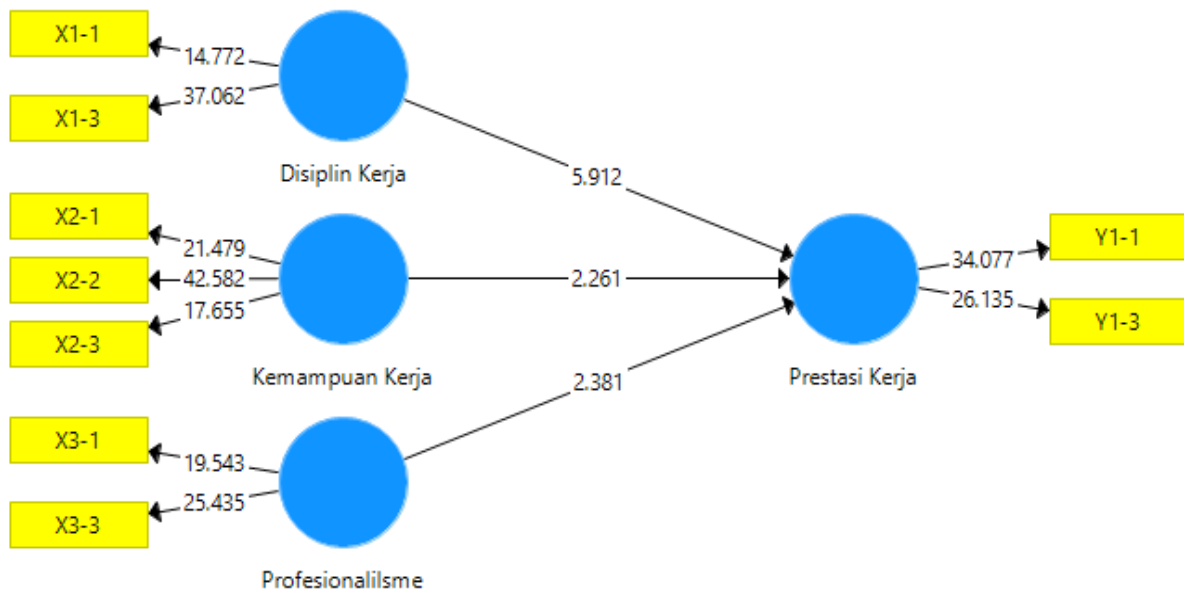 X1-1
14.772
37.062
X1-3
Disiplin Kerja
5.912
X2-1
21.479
X2-2
42.582
X2-3
17.655
Kemampuan Kerja
2.261
X3-1
19.543
X3-3
25.435
Profesionalilsme
2.381
Prestasi Kerja
34.077
Y1-1
26.135
Y1-3